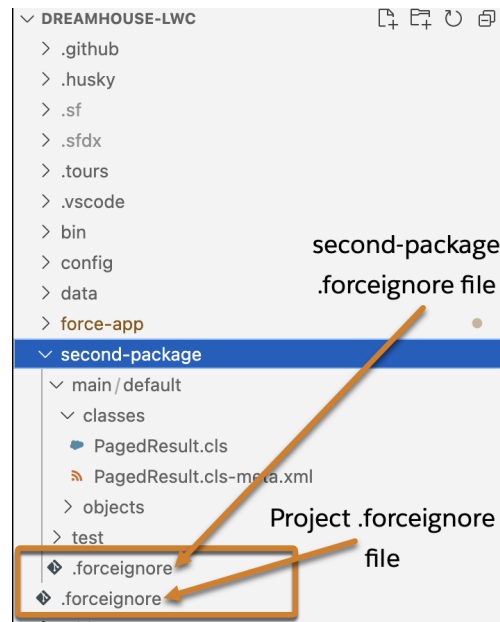 DREAMHOUSE-LWC
.github
.husky
.sf
.sfdx
.tours
.vscode
bin
config
data
force-app
second-package
main/default
classes
PagedResult.cls
PagedResult.cls-meta.xml
objects
test
.forceignore
.forceignore
second-package
.forceignore file
Project .forceignore
file